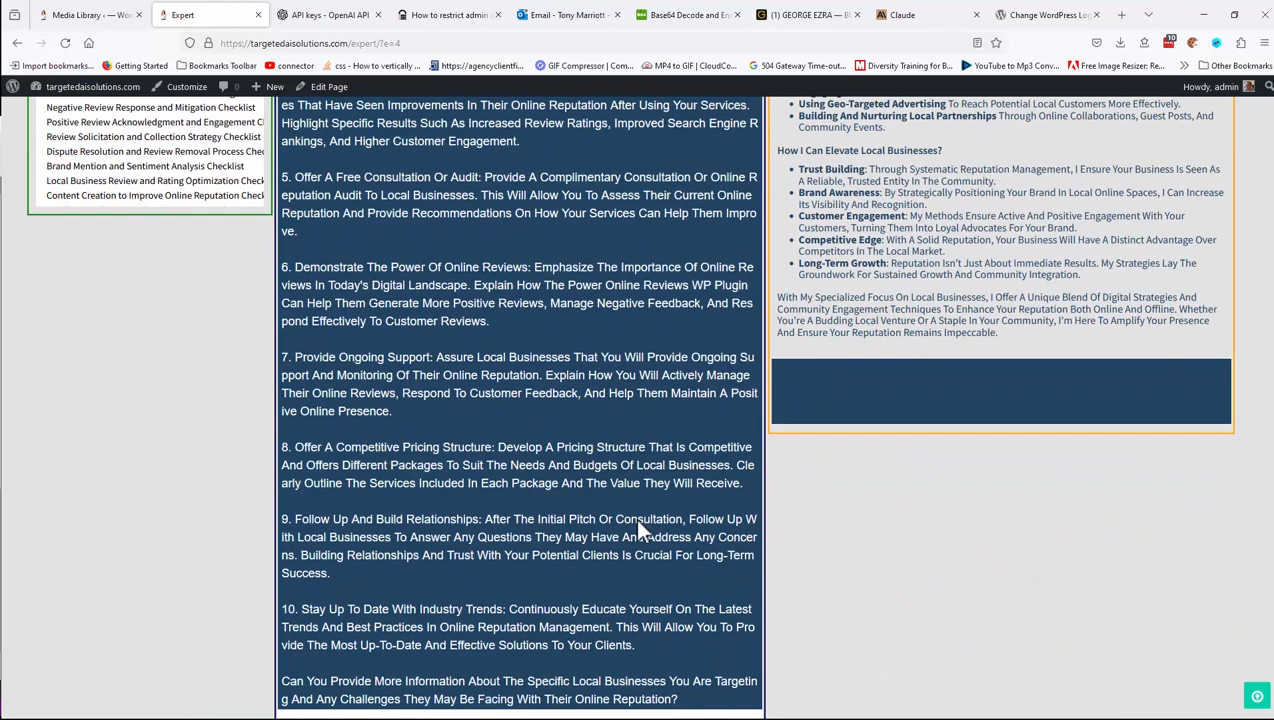 Media Library ‹ — Wor
Expert
API keys - OpenAI API
How to restrict admin a
Email - Tony Marriott -
Base64 Decode and En
(1) GEORGE EZRA — BU
Claude
Change WordPress Log
https://targetedaisolutions.com/expert/?e=4
Import bookmarks...
Getting Started
Bookmarks Toolbar
connector
css - How to vertically ...
https://agencyclientfi...
GIF Compressor | Com...
MP4 to GIF | CloudCo...
504 Gateway Time-out...
Diversity Training for B...
YouTube to Mp3 Conv...
Free Image Resizer: C...
Other Bookmarks
targetedaisolutions.com
Customize
0
New
Edit Page
Howdy, admin
Negative Review Response and Mitigation Checklist
Positive Review Acknowledgment and Engagement C
Review Solicitation and Collection Strategy Checklist
Dispute Resolution and Review Removal Process Chec
Brand Mention and Sentiment Analysis Checklist
Local Business Review and Rating Optimization Check
Content Creation to Improve Online Reputation Check
es That Have Seen Improvements In Their Online Reputation After Using Your Services.
Highlight Specific Results Such As Increased Review Ratings, Improved Search Engine R
ankings, And Higher Customer Engagement.
5. Offer A Free Consultation Or Audit: Provide A Complimentary Consultation Or Online R
eputation Audit To Local Businesses. This Will Allow You To Assess Their Current Online
Reputation And Provide Recommendations On How Your Services Can Help Them Impro
ve.
6. Demonstrate The Power Of Online Reviews: Emphasize The Importance Of Online Re
views In Today's Digital Landscape. Explain How The Power Online Reviews WP Plugin
Can Help Them Generate More Positive Reviews, Manage Negative Feedback, And Res
pond Effectively To Customer Reviews.
7. Provide Ongoing Support: Assure Local Businesses That You Will Provide Ongoing Su
pport And Monitoring Of Their Online Reputation. Explain How You Will Actively Manage
Their Online Reviews, Respond To Customer Feedback, And Help Them Maintain A Posit
ive Online Presence.
8. Offer A Competitive Pricing Structure: Develop A Pricing Structure That Is Competitive
And Offers Different Packages To Suit The Needs And Budgets Of Local Businesses. Cle
arly Outline The Services Included In Each Package And The Value They Will Receive.
9. Follow Up And Build Relationships: After The Initial Pitch Or Consultation, Follow Up W
ith Local Businesses To Answer Any Questions They May Have And Address Any Concer
ns. Building Relationships And Trust With Your Potential Clients Is Crucial For Long-Term
Success.
10. Stay Up To Date With Industry Trends: Continuously Educate Yourself On The Latest
Trends And Best Practices In Online Reputation Management. This Will Allow You To Pro
vide The Most Up-To-Date And Effective Solutions To Your Clients.
Can You Provide More Information About The Specific Local Businesses You Are Targetin
g And Any Challenges They May Be Facing With Their Online Reputation?
Using Geo-Targeted Advertising To Reach Potential Local Customers More Effectively.
Building And Nurturing Local Partnerships Through Online Collaborations, Guest Posts, And
Community Events.
How I Can Elevate Local Businesses?
Trust Building: Through Systematic Reputation Management, I Ensure Your Business Is Seen As
A Reliable, Trusted Entity In The Community.
Brand Awareness: By Strategically Positioning Your Brand In Local Online Spaces, I Can Increase
Its Visibility And Recognition.
Customer Engagement: My Methods Ensure Active And Positive Engagement With Your
Customers, Turning Them Into Loyal Advocates For Your Brand.
Competitive Edge: With A Solid Reputation, Your Business Will Have A Distinct Advantage Over
Competitors In The Local Market.
Long-Term Growth: Reputation Isn't Just About Immediate Results. My Strategies Lay The
Groundwork For Sustained Growth And Community Integration.
With My Specialized Focus On Local Businesses, I Offer A Unique Blend Of Digital Strategies And
Community Engagement Techniques To Enhance Your Reputation Both Online And Offline. Whether
You're A Budding Local Venture Or A Staple In Your Community, I'm Here To Amplify Your Presence
And Ensure Your Reputation Remains Impeccable.